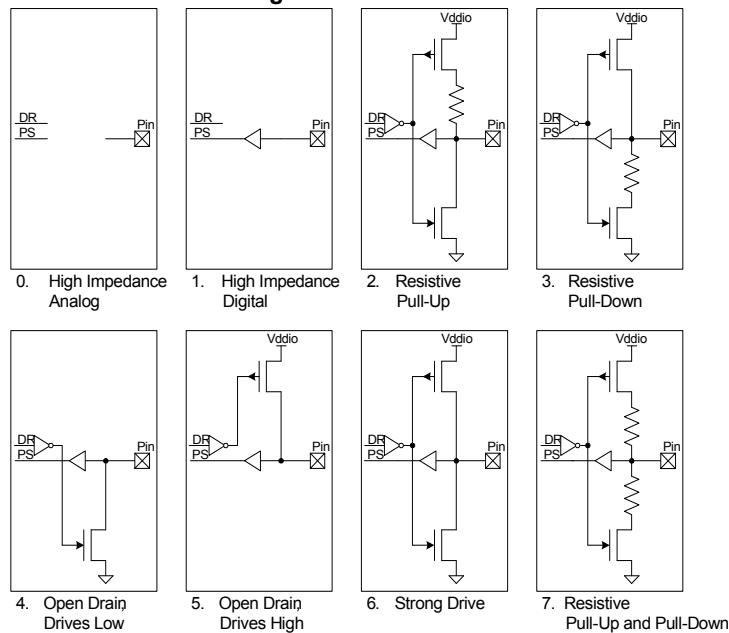 Vddio
Vddio
DR
PS
Pin
DR
PS
Pin
DR
PS
Pin
DR
PS
Pin
0. High Impedance
Analog
1. High Impedance
Digital
2. Resistive
Pull-Up
3. Resistive
Pull-Down
Vddio
Vddio
Vddio
DR
PS
Pin
DR
PS
Pin
DR
PS
Pin
DR
PS
Pin
4. Open Drain,
Drives Low
5. Open Drain,
Drives High
6. Strong Drive
7. Resistive
Pull-Up and Pull-Down